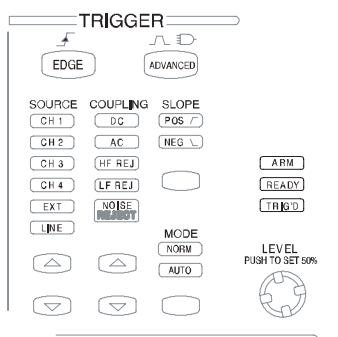 TRIGGER
EDGE
ADVANCED
SOURCE COUPLING SLOPE
CH 1 DC POS
CH 2 AC NEG
CH 3 HF REJ ARM
CH 4 LF REJ READY
EXT NOISE REJECT TRIG'D
LINE
MODE
NORM
AUTO
LEVEL
PUSH TO SET 50%